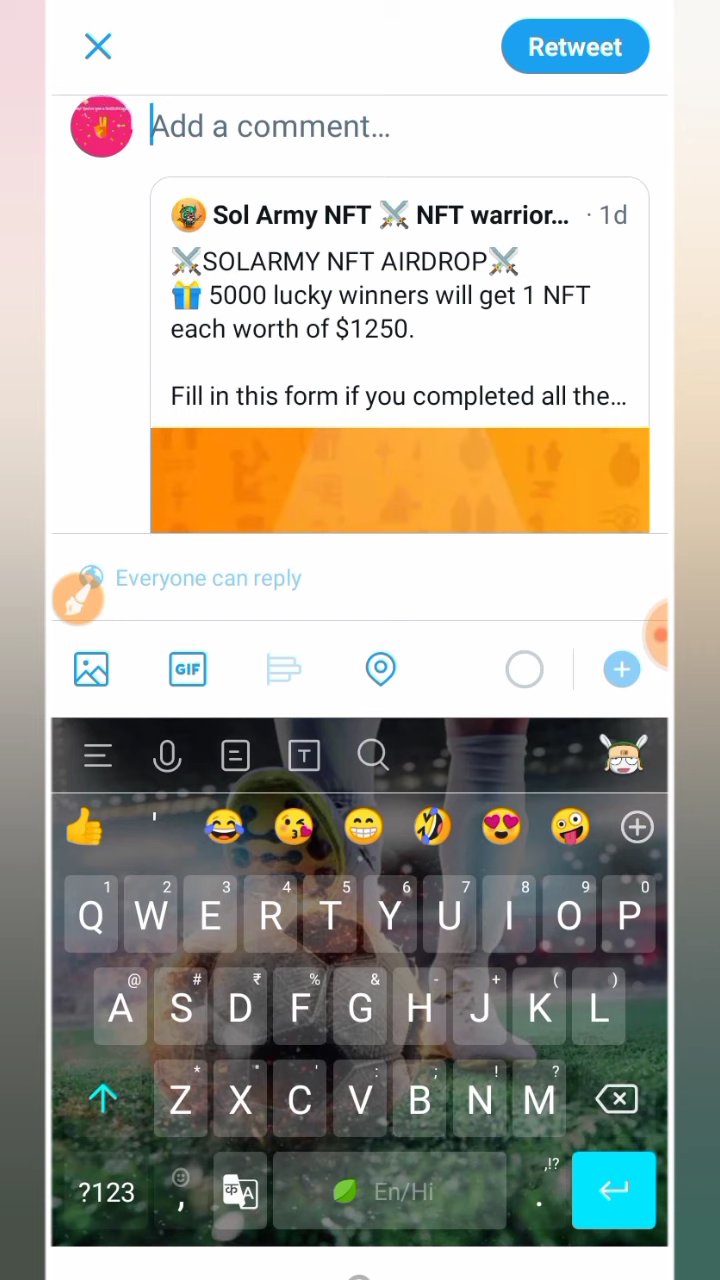 Retweet
Add a comment...
Sol Army NFT ⚔️ NFT warrior... · 1d
⚔️SOLARMY NFT AIRDROP⚔️
🎁 5000 lucky winners will get 1 NFT
each worth of $1250.
Fill in this form if you completed all the...
Everyone can reply
GIF
T
👍 ' 😂 😘 😁 🤣 😍 🤪
1 2 3 4 5 6 7 8 9 0
Q W E R T Y U I O P
@ # ₹ % & - + ( )
A S D F G H J K L
* " ' : ; ! ?
Z X C V B N M
?123 , क A En/Hi ,!? .